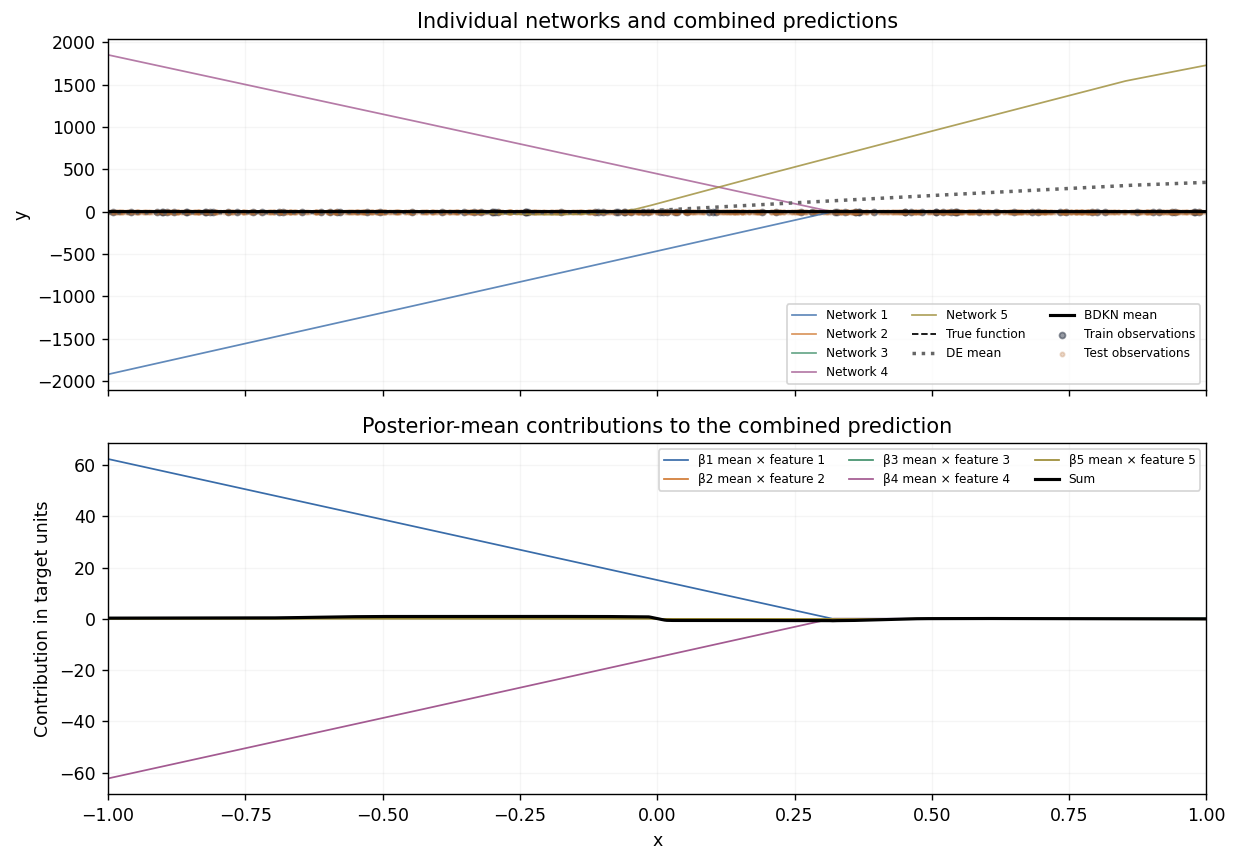 Individual networks and combined predictions
2000
1500
1000
500
0
−500
−1000
−1500
−2000
y
Network 1
Network 2
Network 3
Network 4
Network 5
True function
DE mean
BDKN mean
Train observations
Test observations
Posterior-mean contributions to the combined prediction
60
40
20
0
−20
−40
−60
Contribution in target units
β1 mean × feature 1
β2 mean × feature 2
β3 mean × feature 3
β4 mean × feature 4
β5 mean × feature 5
Sum
−1.00
−0.75
−0.50
−0.25
0.00
0.25
0.50
0.75
1.00
x